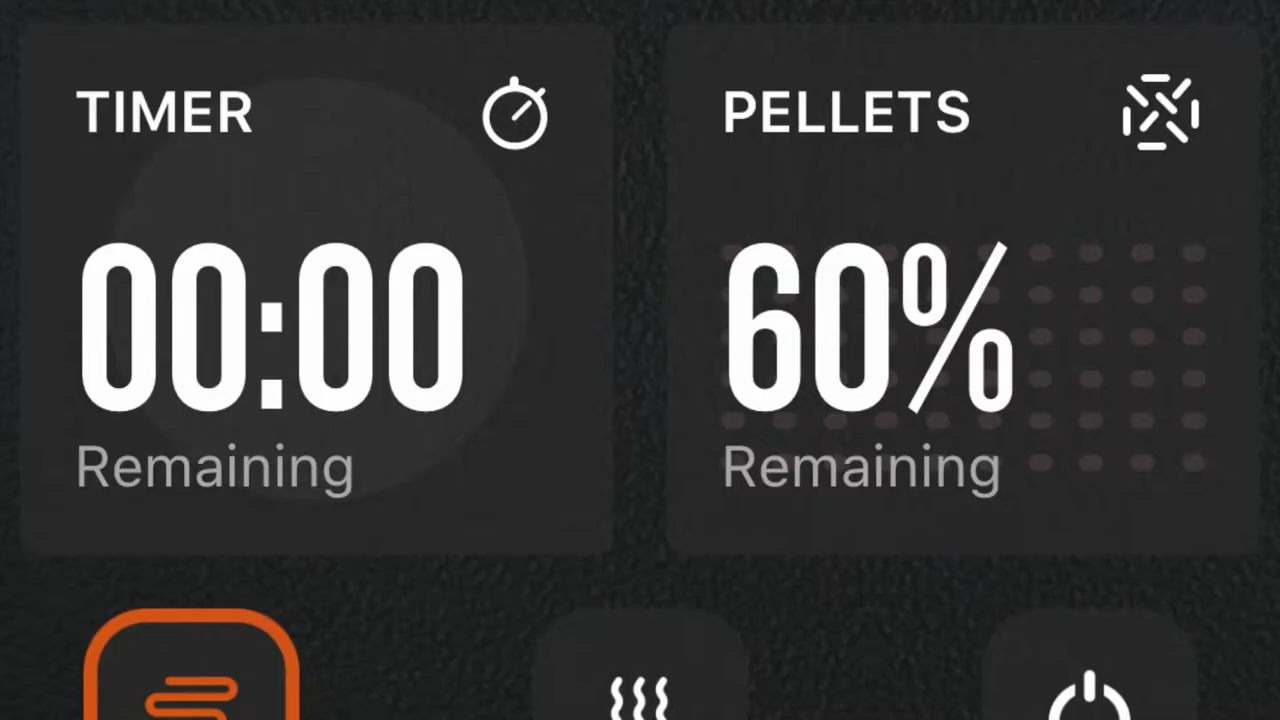 TIMER
00:00
Remaining
PELLETS
60%
Remaining